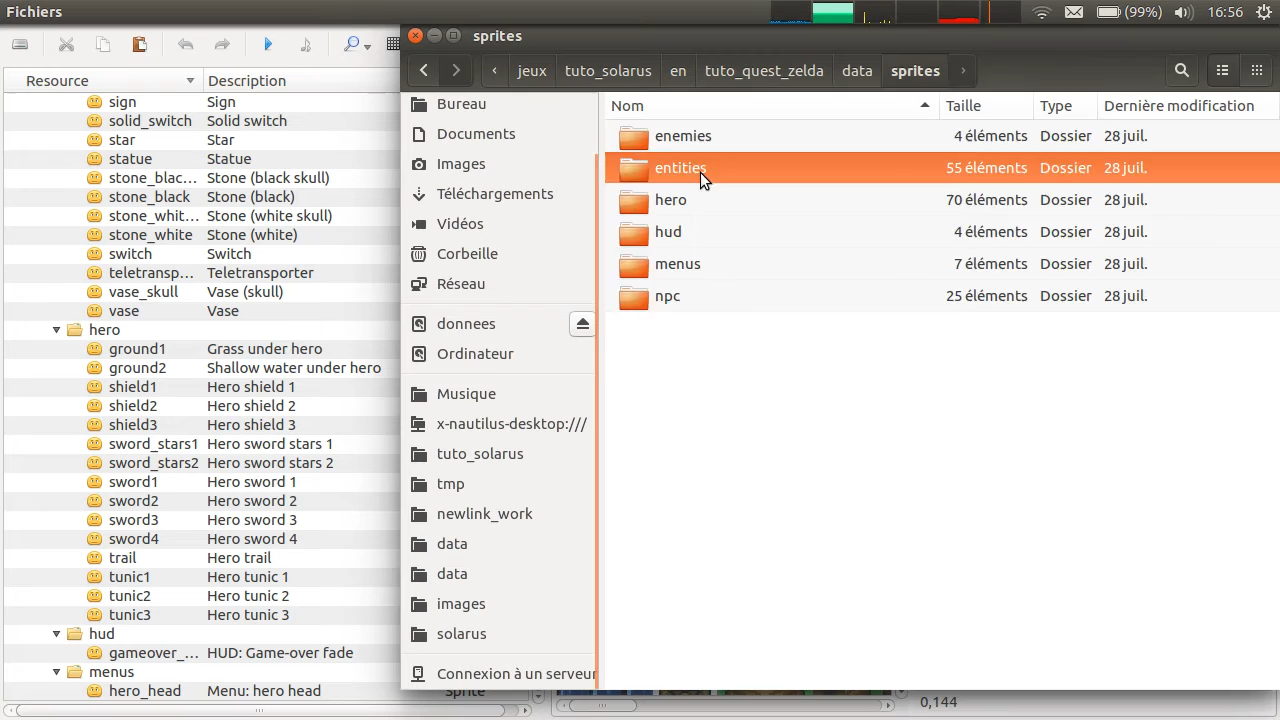 Fichiers
(99%)
16:56
Resource
Description
sign Sign
solid_switch Solid switch
star Star
statue Statue
stone_blac... Stone (black skull)
stone_black Stone (black)
stone_whit... Stone (white skull)
stone_white Stone (white)
switch Switch
teletransp... Teletransporter
vase_skull Vase (skull)
vase Vase
hero
ground1 Grass under hero
ground2 Shallow water under hero
shield1 Hero shield 1
shield2 Hero shield 2
shield3 Hero shield 3
sword_stars1 Hero sword stars 1
sword_stars2 Hero sword stars 2
sword1 Hero sword 1
sword2 Hero sword 2
sword3 Hero sword 3
sword4 Hero sword 4
trail Hero trail
tunic1 Hero tunic 1
tunic2 Hero tunic 2
tunic3 Hero tunic 3
hud
gameover_... HUD: Game-over fade
menus
hero_head Menu: hero head
sprites
jeux tuto_solarus en tuto_quest_zelda data sprites
Bureau
Documents
Images
Téléchargements
Vidéos
Corbeille
Réseau
donnees
Ordinateur
Musique
x-nautilus-desktop:///
tuto_solarus
tmp
newlink_work
data
data
images
solarus
Connexion à un serveur
Nom Taille Type Dernière modification
enemies 4 éléments Dossier 28 juil.
entities 55 éléments Dossier 28 juil.
hero 70 éléments Dossier 28 juil.
hud 4 éléments Dossier 28 juil.
menus 7 éléments Dossier 28 juil.
npc 25 éléments Dossier 28 juil.
0,144